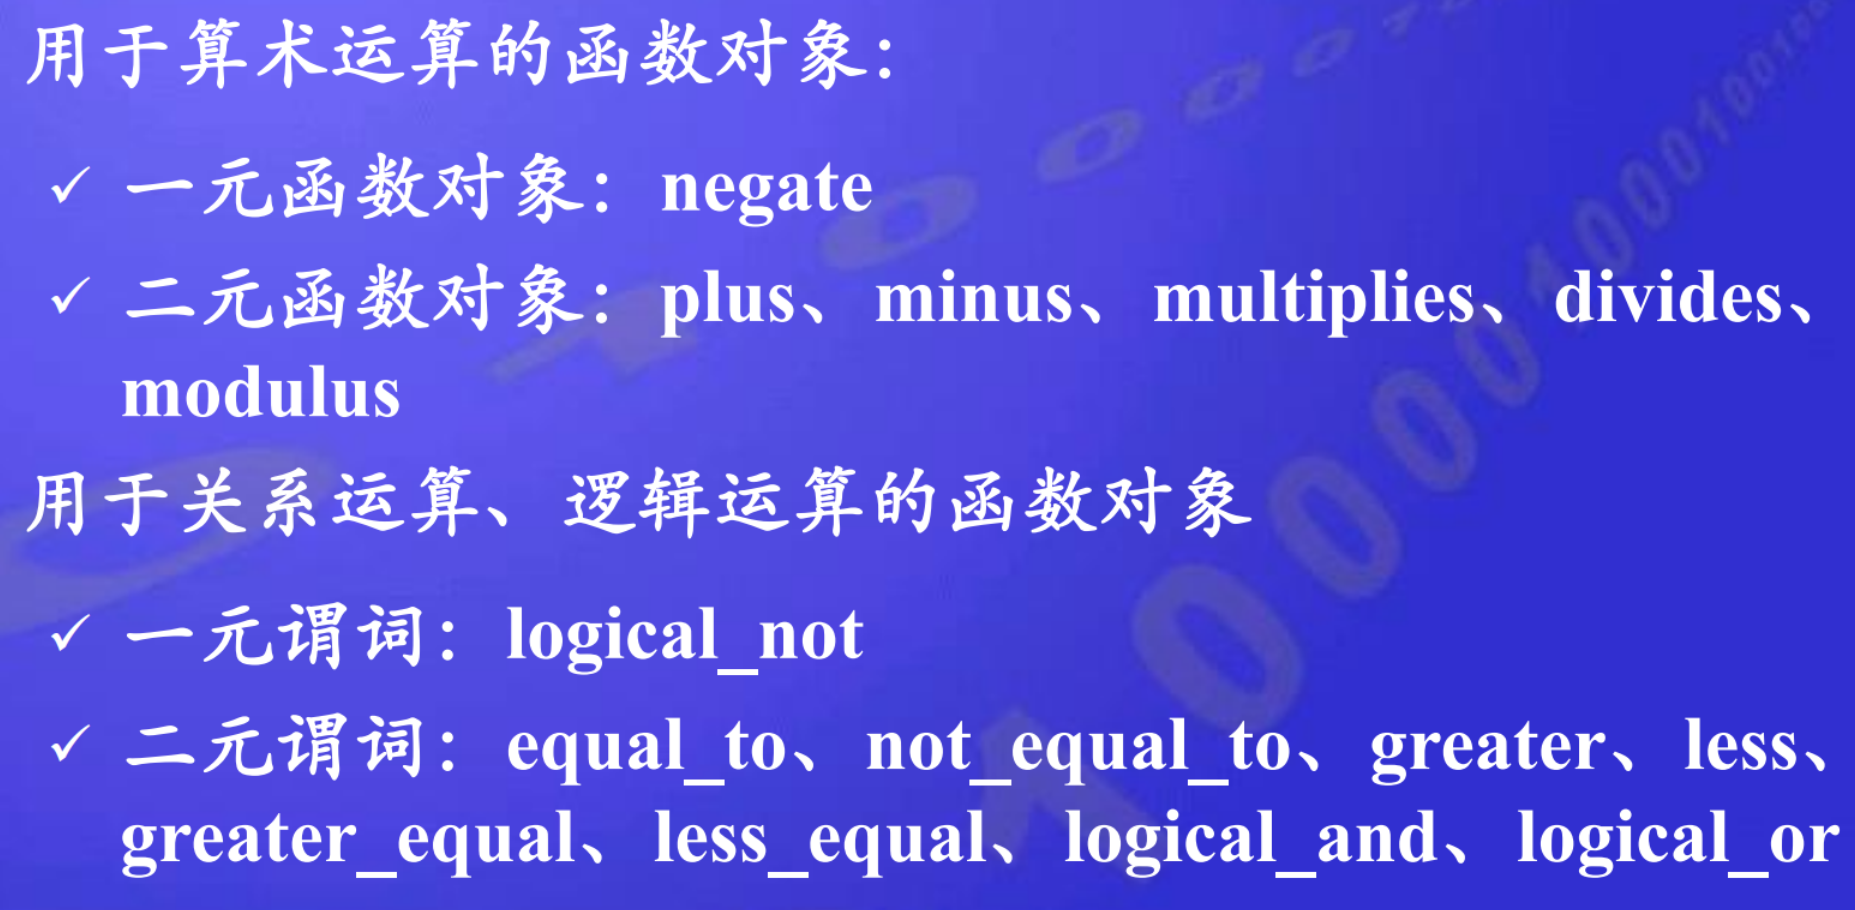 用于算术运算的函数对象：
✓ 一元函数对象：negate
✓ 二元函数对象：plus、minus、multiplies、divides、
modulus
用于关系运算、逻辑运算的函数对象
✓ 一元谓词：logical_not
✓ 二元谓词：equal_to、not_equal_to、greater、less、
greater_equal、less_equal、logical_and、logical_or